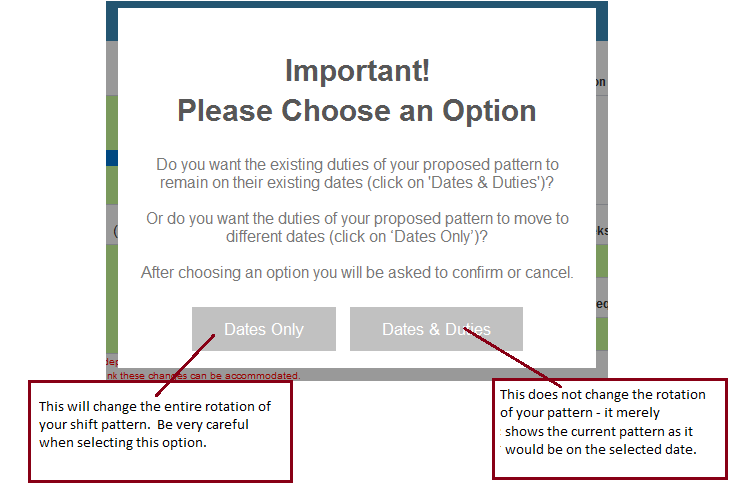 Important!
Please Choose an Option
on
Do you want the existing duties of your proposed pattern to
remain on their existing dates (click on 'Dates & Duties')?
Or do you want the duties of your proposed pattern to move to
different dates (click on ‘Dates Only’)?
(
ks
After choosing an option you will be asked to confirm or cancel.
eq
Dates Only
Dates & Duties
dep
nk these changes can be accommodated.
This will change the entire rotation of
your shift pattern.  Be very careful
when selecting this option.
This does not change the rotation
of your pattern - it merely
shows the current pattern as it
would be on the selected date.